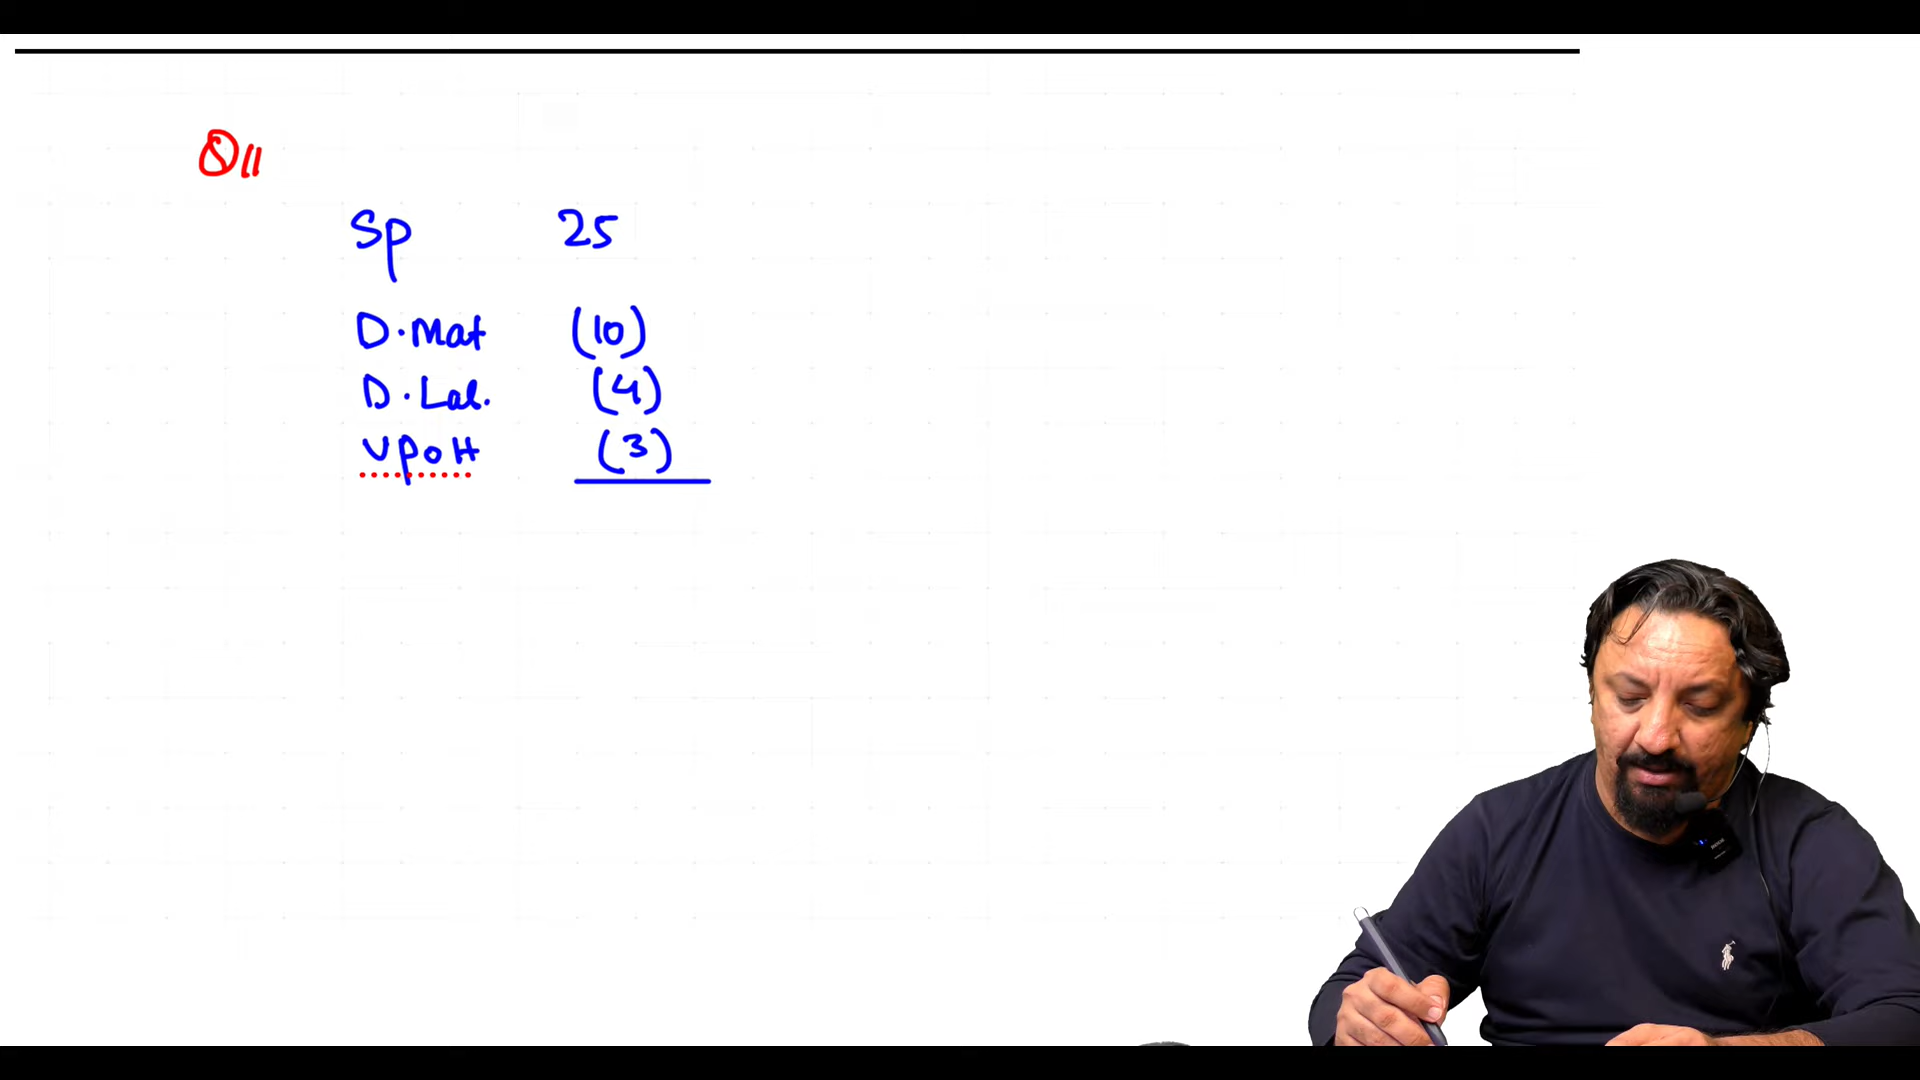 Q11
Sp 25
D.Mat (10)
D.Lab. (4)
VPOH (3)